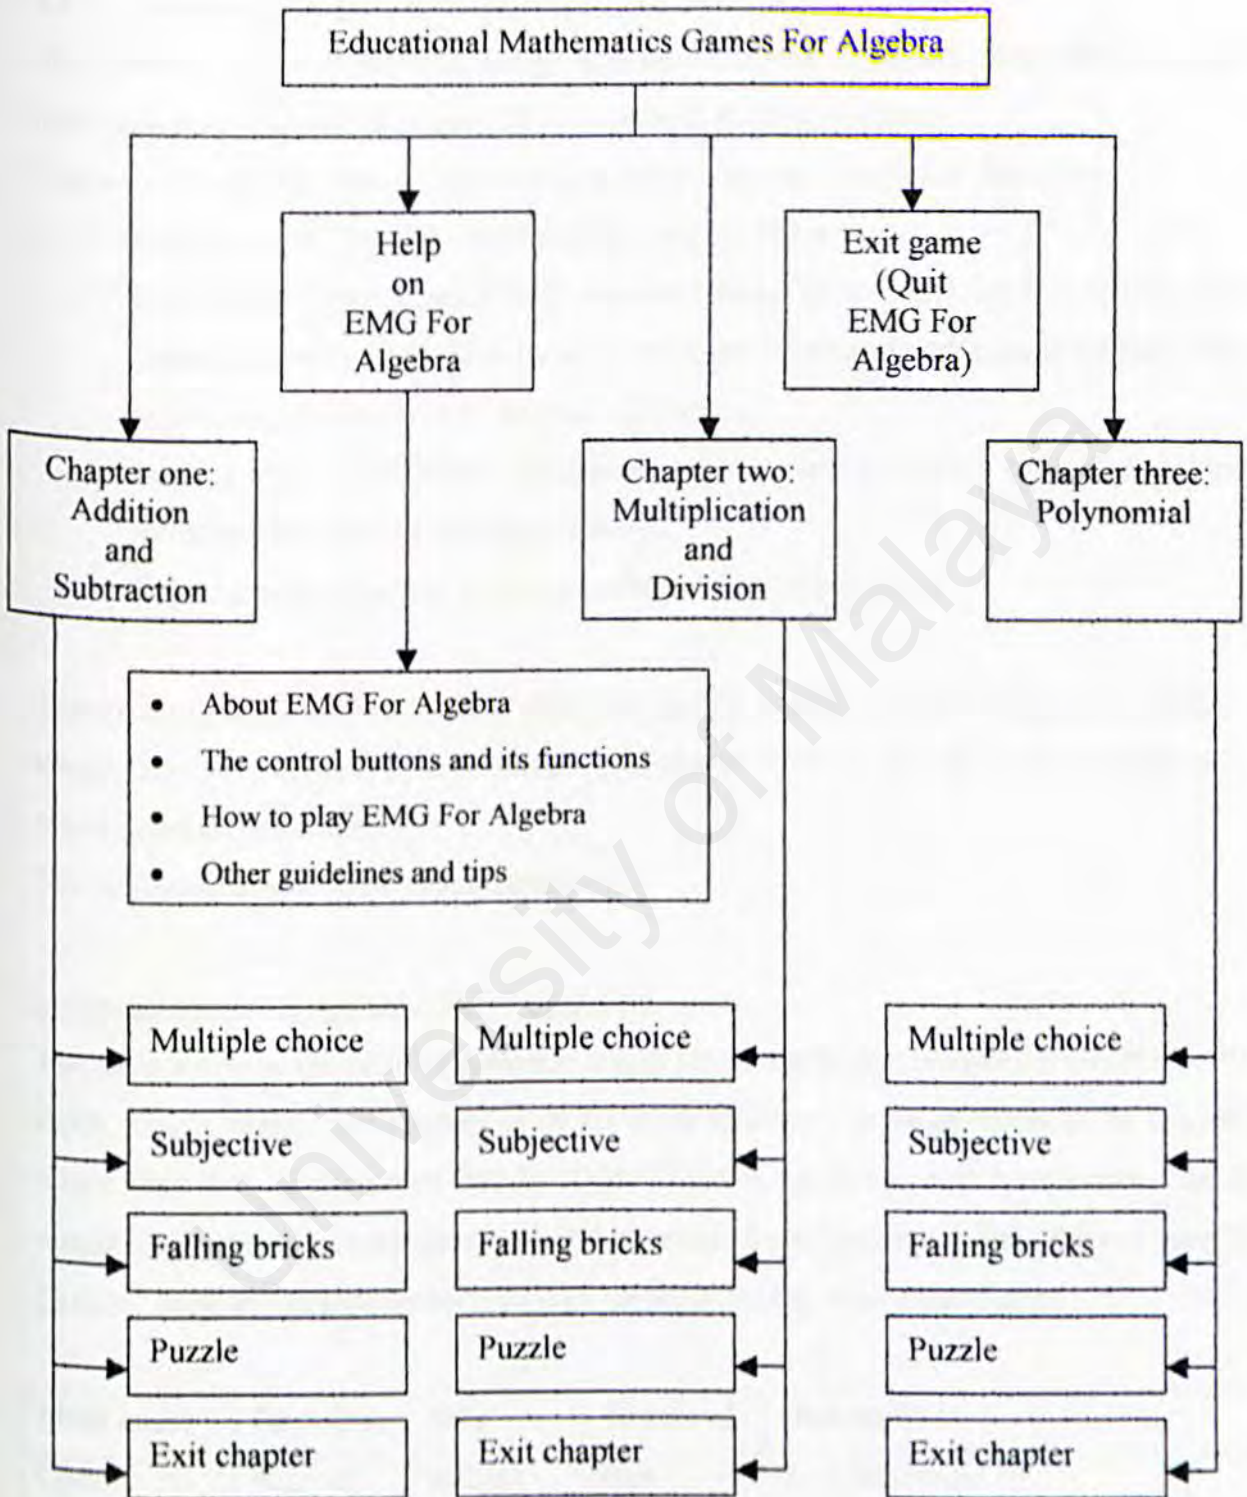 Educational Mathematics Games For Algebra
Help
on
EMG For
Algebra
Exit game
(Quit
EMG For
Algebra)
Chapter one:
Addition
and
Subtraction
Chapter two:
Multiplication
and
Division
Chapter three:
Polynomial
• About EMG For Algebra
• The control buttons and its functions
• How to play EMG For Algebra
• Other guidelines and tips
Multiple choice
Subjective
Falling bricks
Puzzle
Exit chapter
Multiple choice
Subjective
Falling bricks
Puzzle
Exit chapter
Multiple choice
Subjective
Falling bricks
Puzzle
Exit chapter
University of Malaya